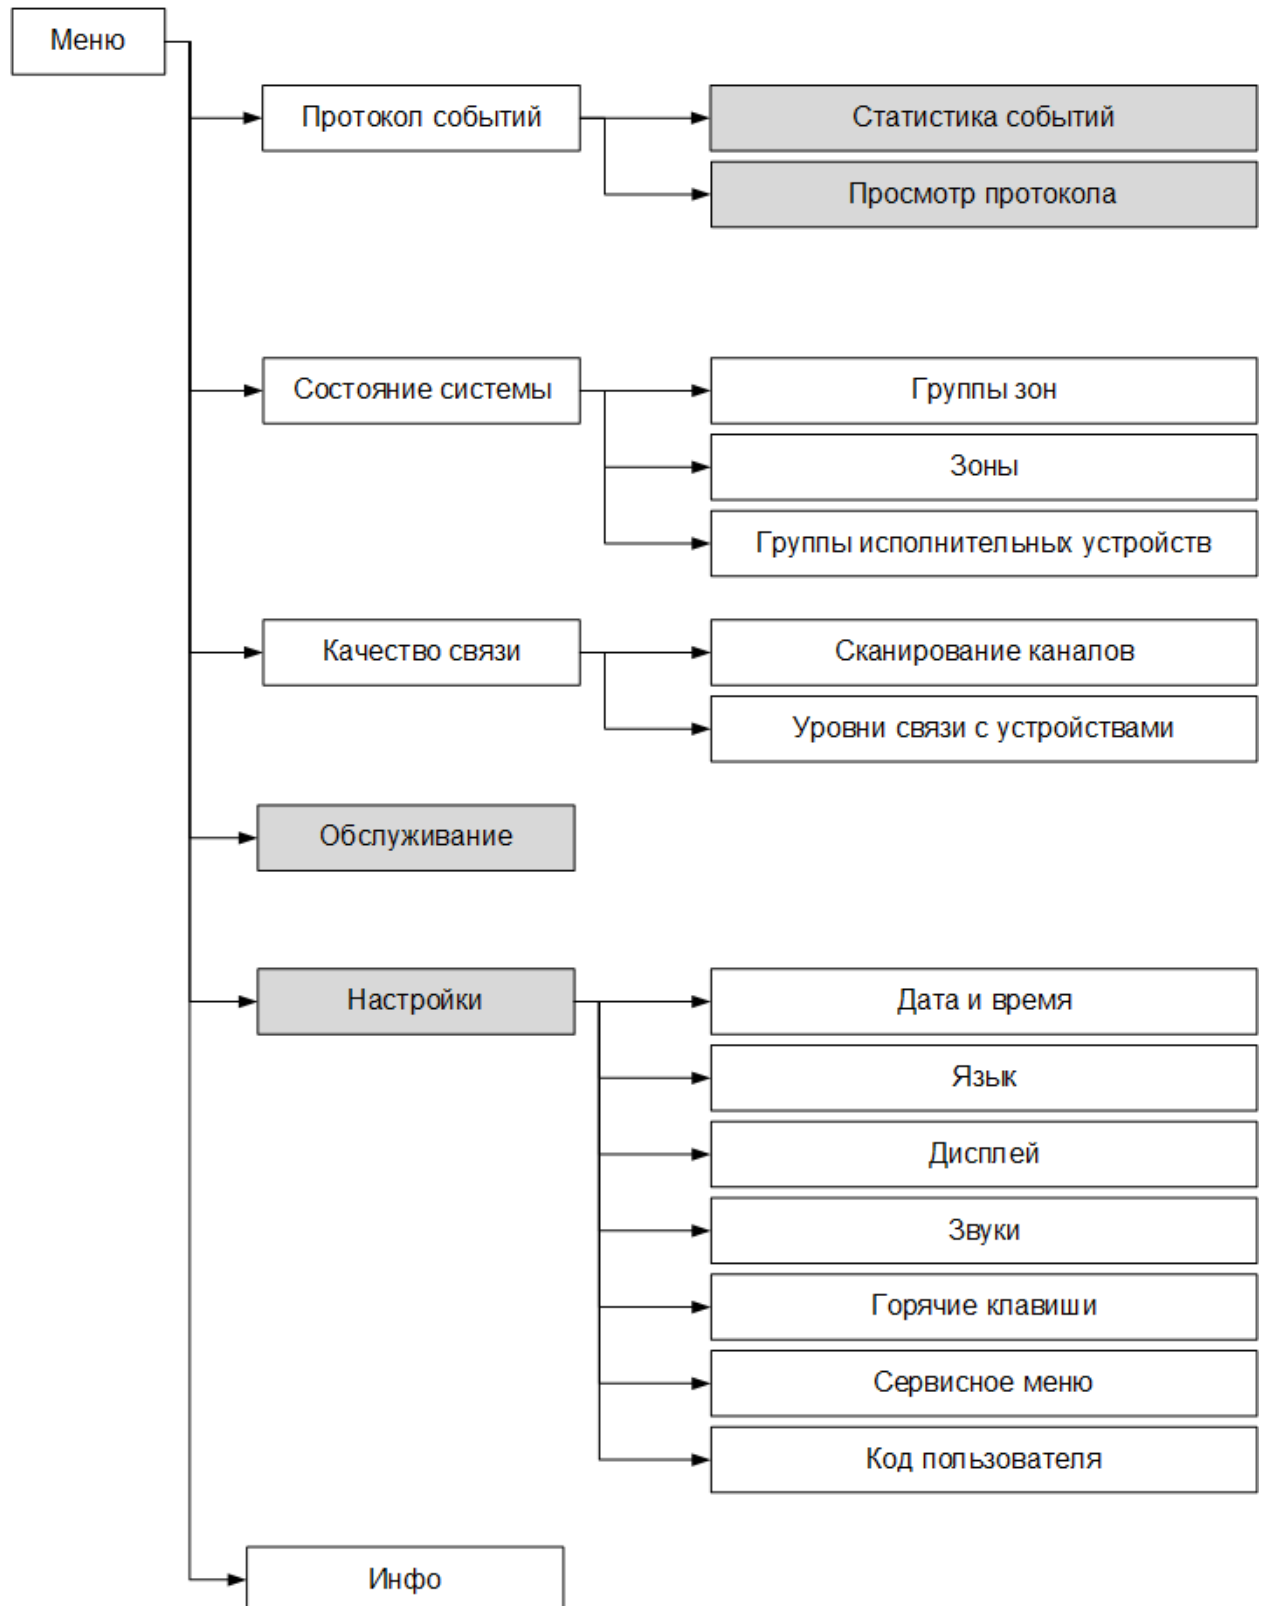 Меню
Протокол событий
Статистика событий
Просмотр протокола
Состояние системы
Группы зон
Зоны
Группы исполнительных устройств
Качество связи
Сканирование каналов
Уровни связи с устройствами
Обслуживание
Настройки
Дата и время
Язык
Дисплей
Звуки
Горячие клавиши
Сервисное меню
Код пользователя
Инфо